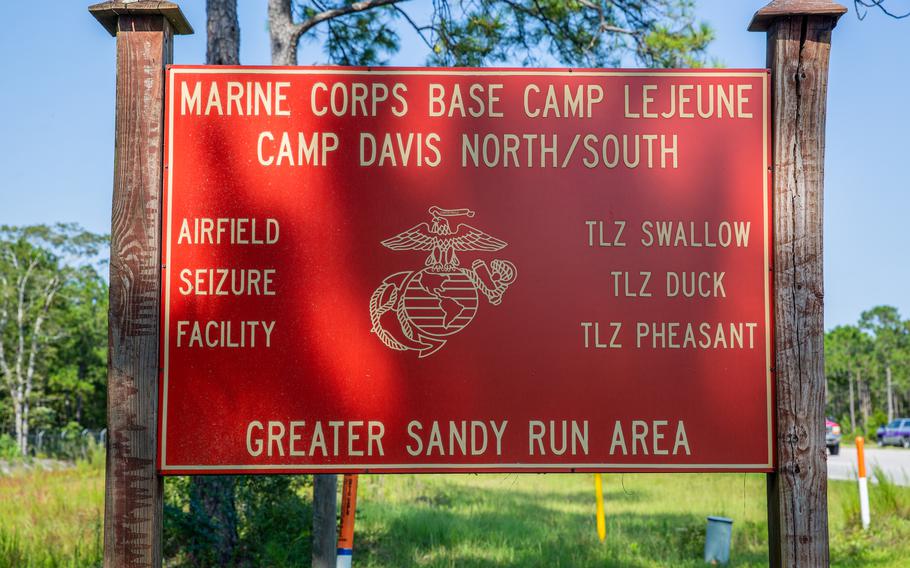 MARINE CORPS BASE CAMP LEJEUNE
CAMP DAVIS NORTH/SOUTH
AIRFIELD
SEIZURE
FACILITY
TLZ SWALLOW
TLZ DUCK
TLZ PHEASANT
GREATER SANDY RUN AREA